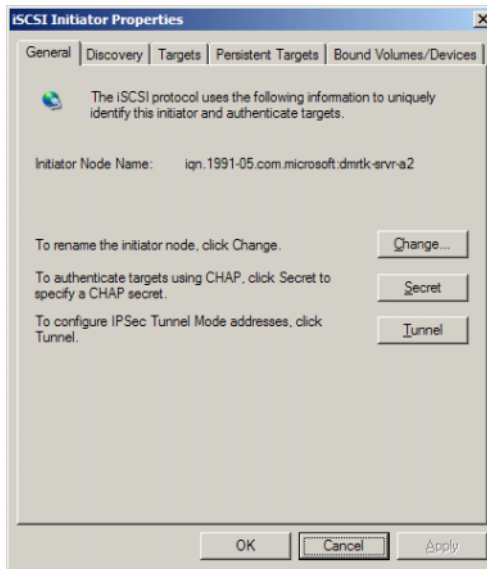 iSCSI Initiator Properties
General Discovery Targets Persistent Targets Bound Volumes/Devices
The iSCSI protocol uses the following information to uniquely
identify this initiator and authenticate targets.
Initiator Node Name: iqn.1991-05.com.microsoft:dmrtk-srvr-a2
To rename the initiator node, click Change. Change...
To authenticate targets using CHAP, click Secret to
specify a CHAP secret.
Secret
To configure IPSec Tunnel Mode addresses, click
Tunnel.
Tunnel
OK Cancel Apply